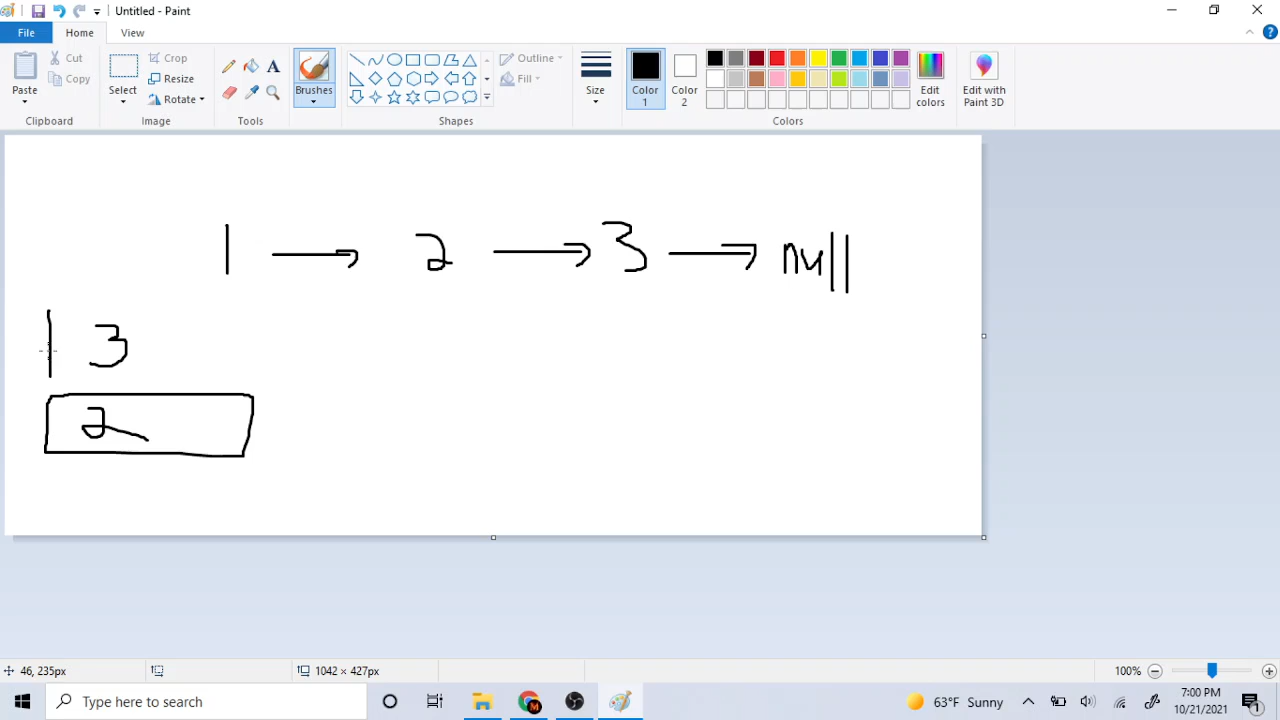 Untitled - Paint
File Home View
Paste Cut Copy Select Crop Resize Rotate A Brushes Outline Fill Size Color 1 Color 2 Edit colors Edit with Paint 3D
Clipboard Image Tools Shapes Colors
1 → 2 → 3 → null
3
2
46, 235px 1042 × 427px 100%
Type here to search M 63°F Sunny 7:00 PM 10/21/2021 1